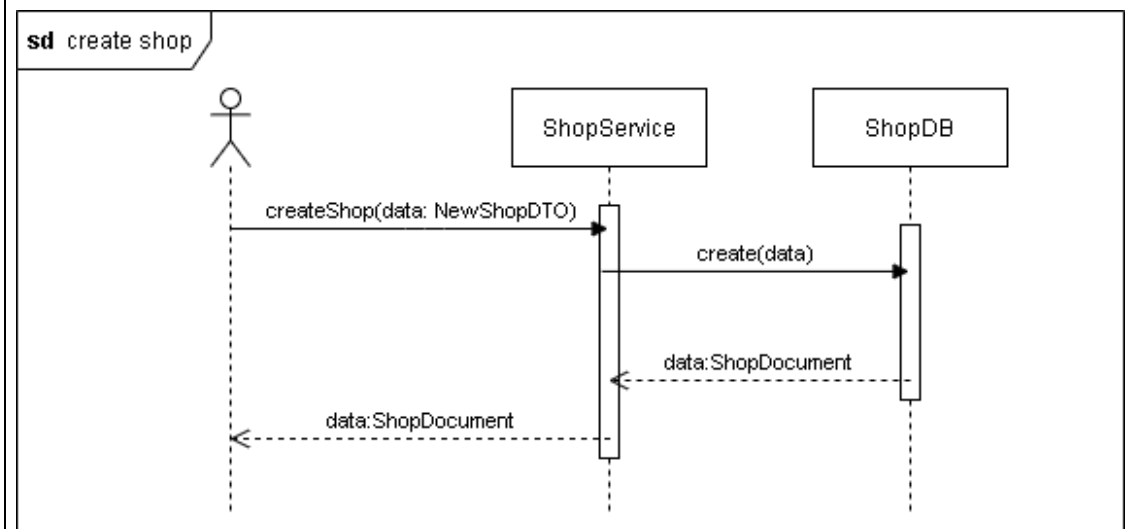 sd create shop
ShopService
ShopDB
createShop(data: NewShopDTO)
create(data)
data:ShopDocument
data:ShopDocument